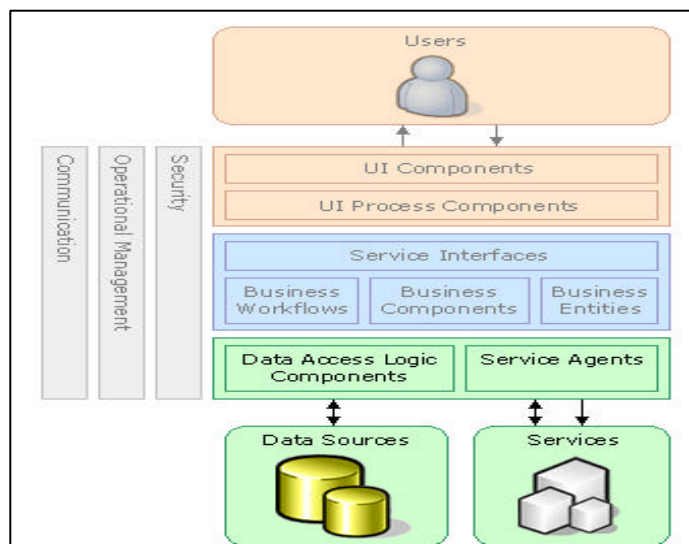 Users
Communication
Operational Management
Security
UI Components
UI Process Components
Service Interfaces
Business
Workflows
Business
Components
Business
Entities
Data Access Logic
Components
Service Agents
Data Sources
Services